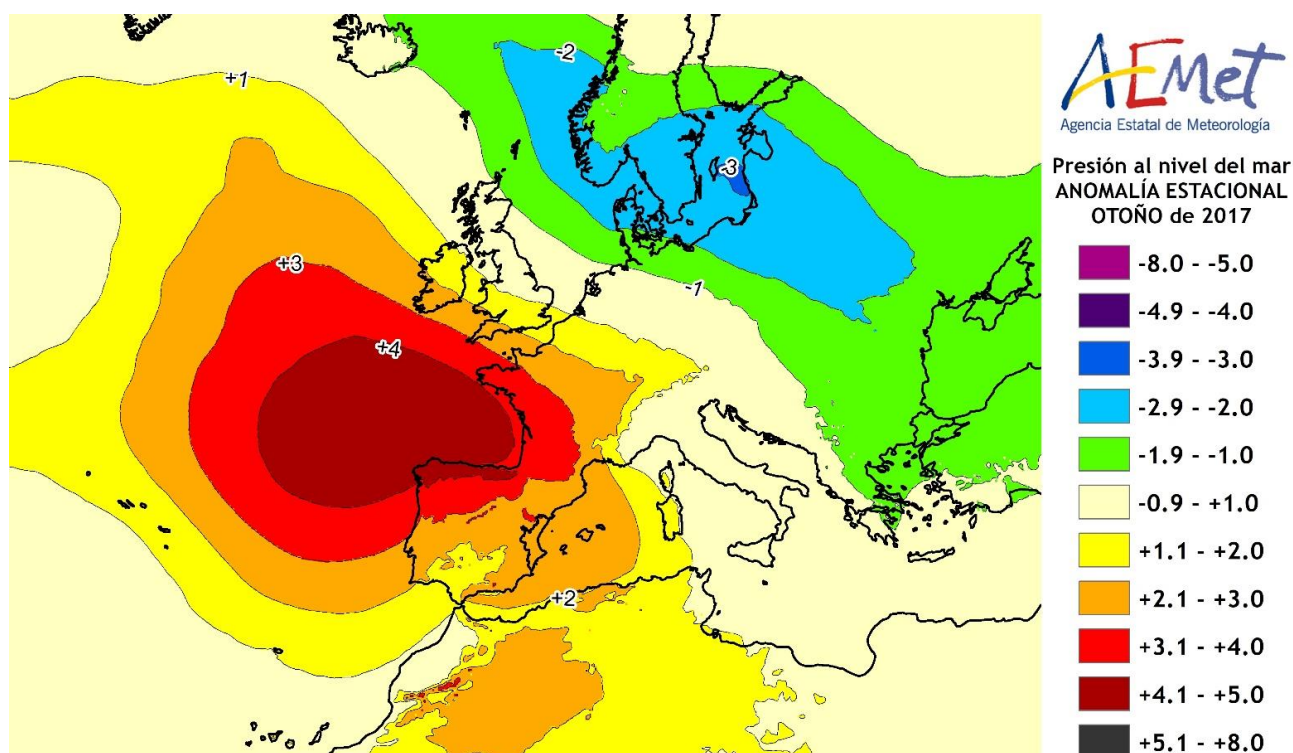 AEMet
Agencia Estatal de Meteorología
Presión al nivel del mar
ANOMALÍA ESTACIONAL
OTOÑO de 2017
-8.0 - -5.0
-4.9 - -4.0
-3.9 - -3.0
-2.9 - -2.0
-1.9 - -1.0
-0.9 - +1.0
+1.1 - +2.0
+2.1 - +3.0
+3.1 - +4.0
+4.1 - +5.0
+5.1 - +8.0
-2
+1
-3
+3
-1
+4
+2